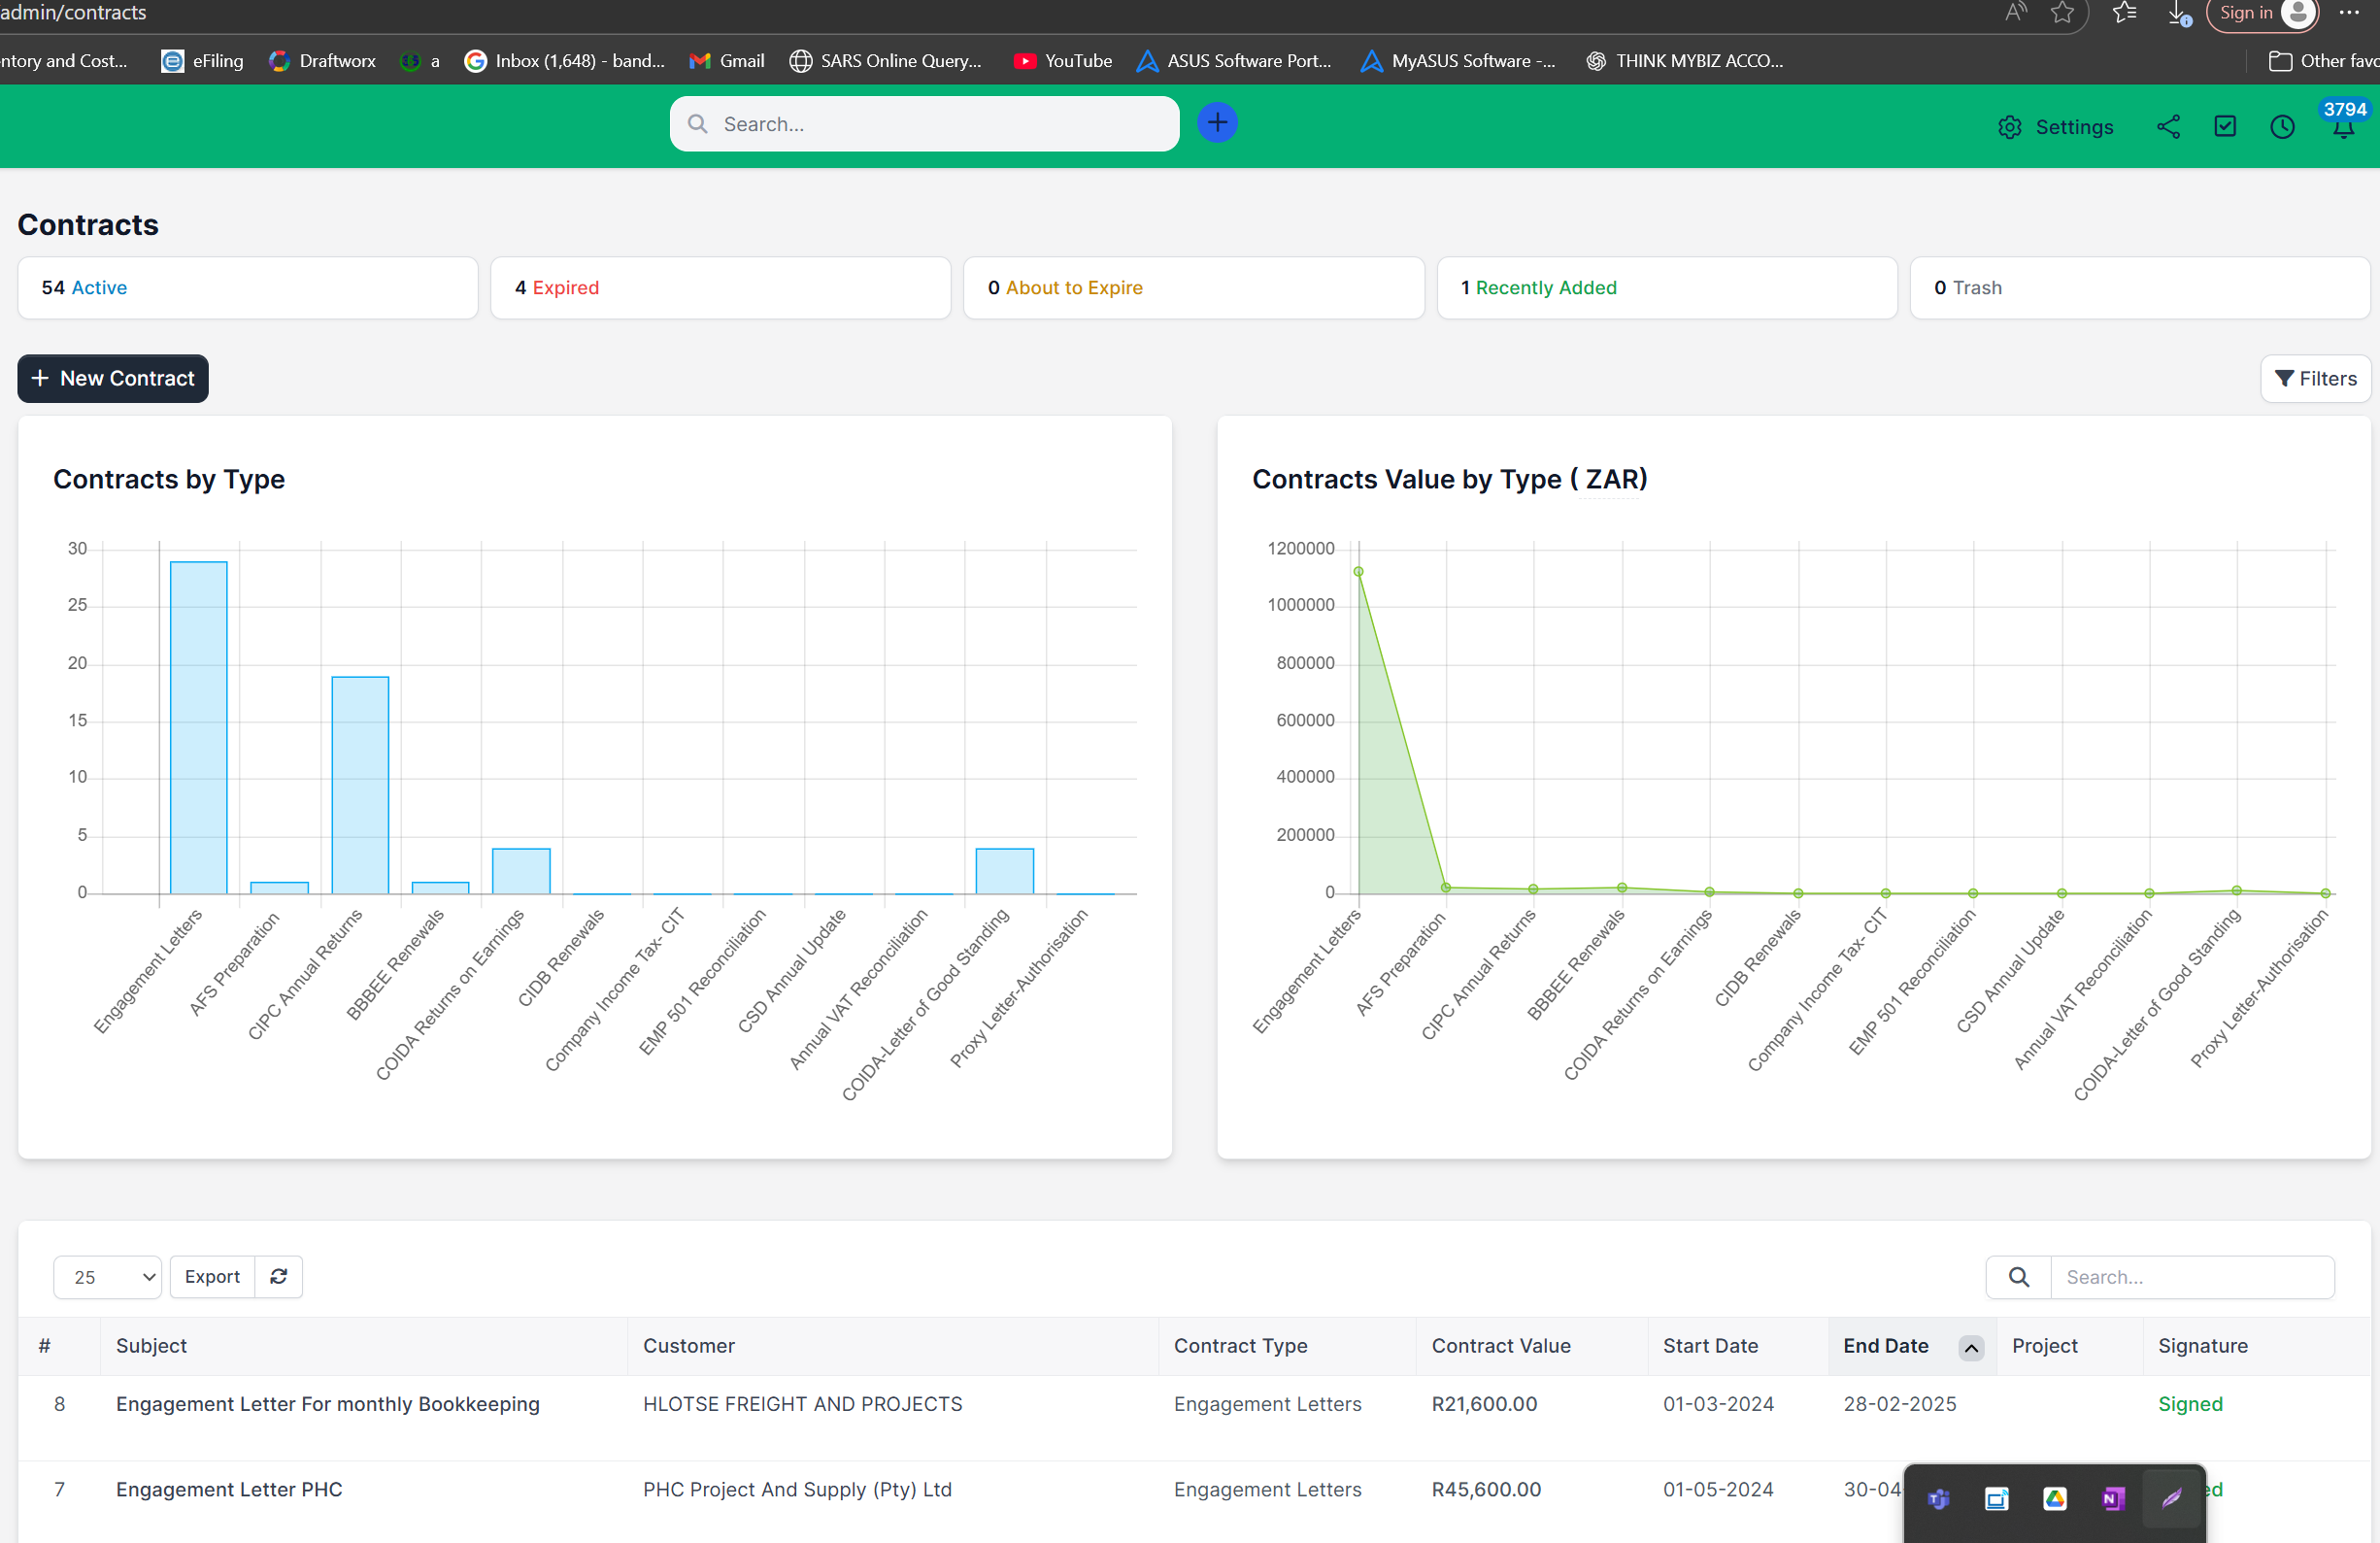 admin/contracts
Sign in
ntory and Cost...
eFiling
Draftworx
a
Inbox (1,648) - band...
Gmail
SARS Online Query...
YouTube
ASUS Software Port...
MyASUS Software -...
THINK MYBIZ ACCO...
Other favo
Search...
Settings
3794
Contracts
54 Active
4 Expired
0 About to Expire
1 Recently Added
0 Trash
+ New Contract
Filters
Contracts by Type
30
25
20
15
10
5
0
Engagement Letters
AFS Preparation
CIPC Annual Returns
BBBEE Renewals
COIDA Returns on Earnings
CIDB Renewals
Company Income Tax- CIT
EMP 501 Reconciliation
CSD Annual Update
Annual VAT Reconciliation
COIDA-Letter of Good Standing
Proxy Letter-Authorisation
Contracts Value by Type ( ZAR)
1200000
1000000
800000
600000
400000
200000
0
Engagement Letters
AFS Preparation
CIPC Annual Returns
BBBEE Renewals
COIDA Returns on Earnings
CIDB Renewals
Company Income Tax- CIT
EMP 501 Reconciliation
CSD Annual Update
Annual VAT Reconciliation
COIDA-Letter of Good Standing
Proxy Letter-Authorisation
25
Export
Search...
# Subject Customer Contract Type Contract Value Start Date End Date Project Signature
8 Engagement Letter For monthly Bookkeeping HLOTSE FREIGHT AND PROJECTS Engagement Letters R21,600.00 01-03-2024 28-02-2025 Signed
7 Engagement Letter PHC PHC Project And Supply (Pty) Ltd Engagement Letters R45,600.00 01-05-2024 30-04 ed